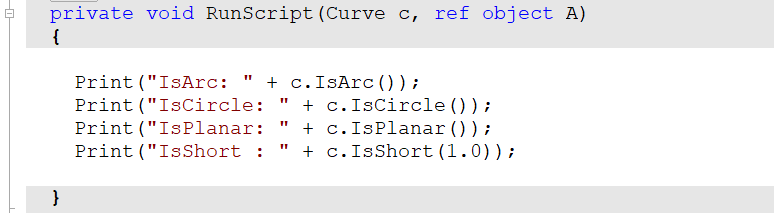 private void RunScript(Curve c, ref object A)
{
Print("IsArc: " + c.IsArc());
Print("IsCircle: " + c.IsCircle());
Print("IsPlanar: " + c.IsPlanar());
Print("IsShort : " + c.IsShort(1.0));
}